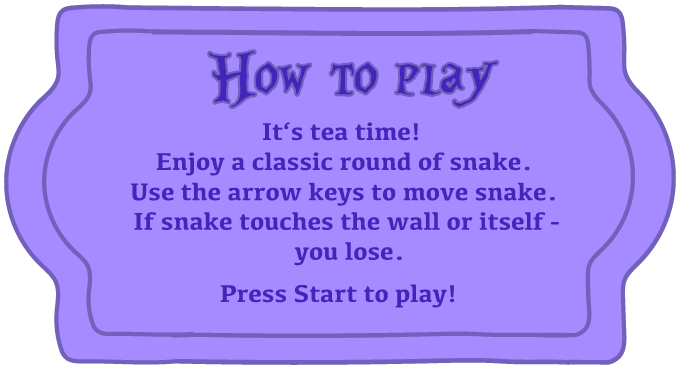 How to play
It‘s tea time!
Enjoy a classic round of snake.
Use the arrow keys to move snake.
If snake touches the wall or itself -
you lose.
Press Start to play!